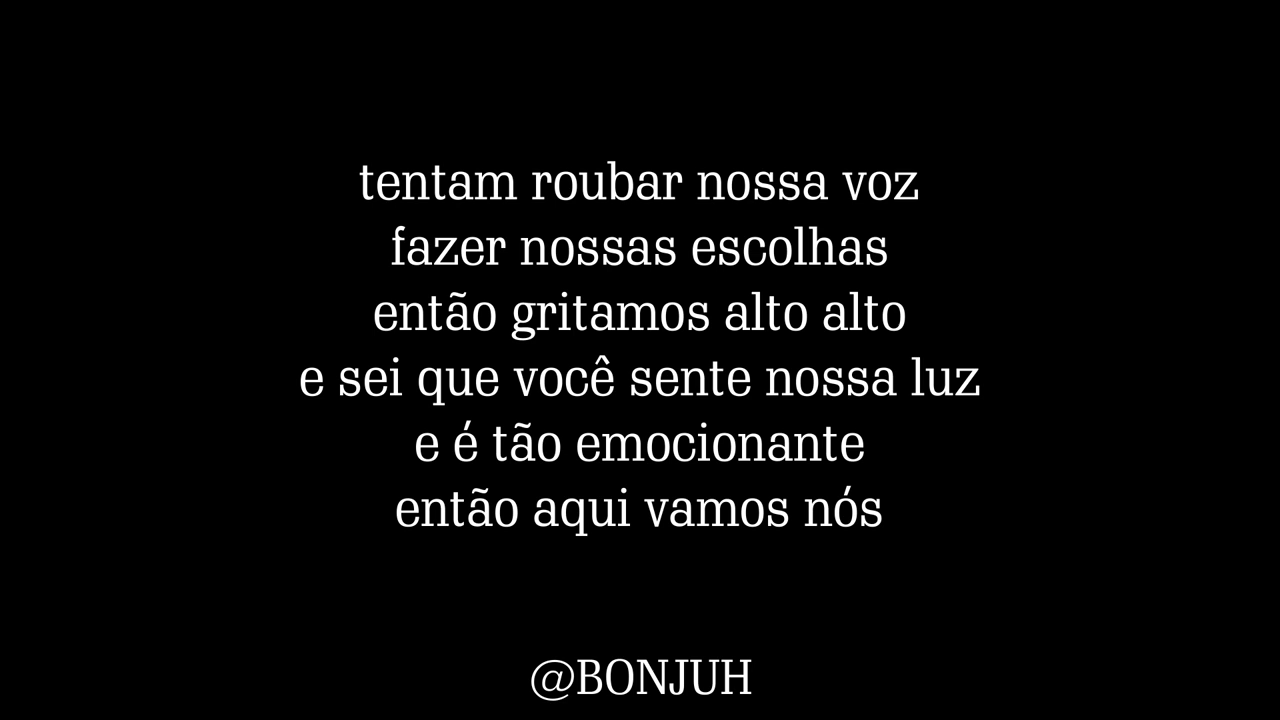 tentam roubar nossa voz
fazer nossas escolhas
então gritamos alto alto
e sei que você sente nossa luz
e é tão emocionante
então aqui vamos nós
@BONJUH